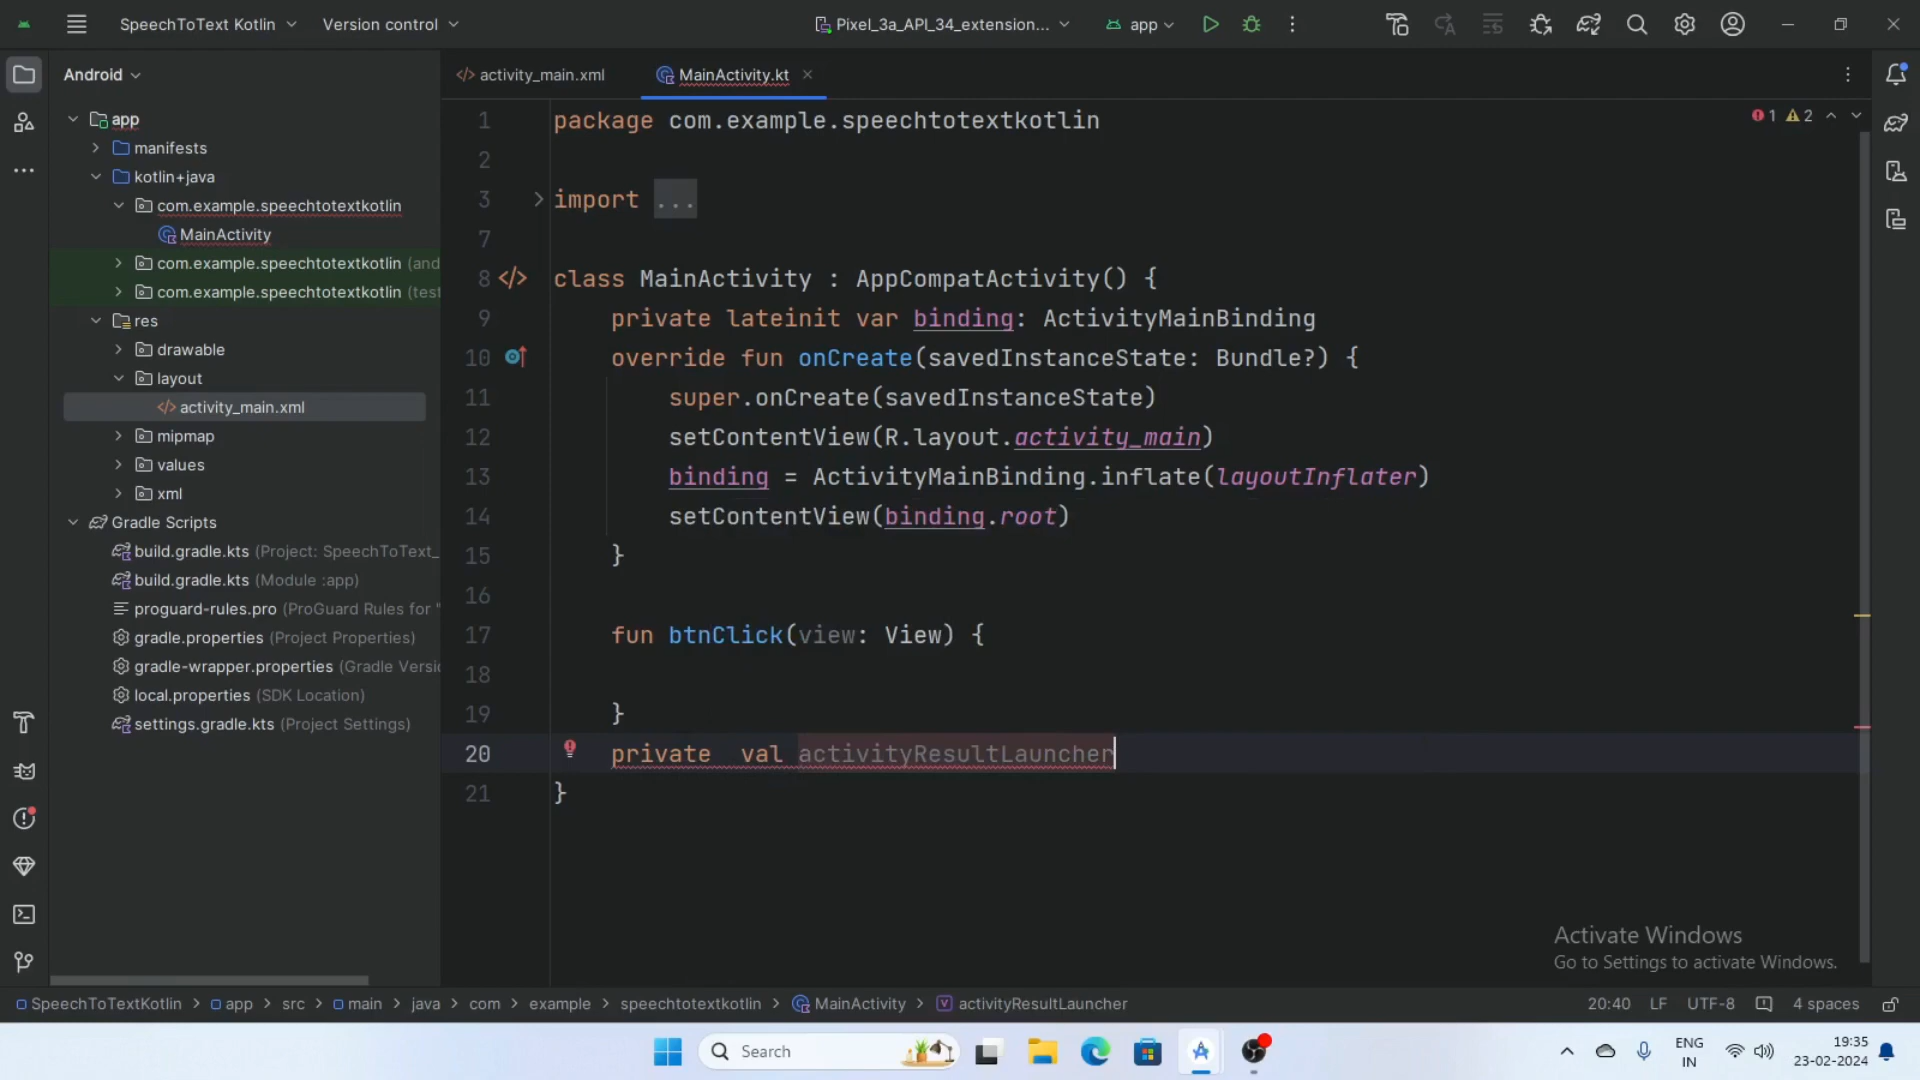 SpeechToText Kotlin
Version control
Pixel_3a_API_34_extension...
app
Android
activity_main.xml
MainActivity.kt
app
manifests
kotlin+java
com.example.speechtotextkotlin
MainActivity
com.example.speechtotextkotlin (and
com.example.speechtotextkotlin (test
res
drawable
layout
activity_main.xml
mipmap
values
xml
Gradle Scripts
build.gradle.kts (Project: SpeechToText_
build.gradle.kts (Module :app)
proguard-rules.pro (ProGuard Rules for "
gradle.properties (Project Properties)
gradle-wrapper.properties (Gradle Versio
local.properties (SDK Location)
settings.gradle.kts (Project Settings)
1 2
1 package com.example.speechtotextkotlin
2
3 import ...
7
8 class MainActivity : AppCompatActivity() {
9 private lateinit var binding: ActivityMainBinding
10 override fun onCreate(savedInstanceState: Bundle?) {
11 super.onCreate(savedInstanceState)
12 setContentView(R.layout.activity_main)
13 binding = ActivityMainBinding.inflate(layoutInflater)
14 setContentView(binding.root)
15 }
16
17 fun btnClick(view: View) {
18
19 }
20 private  val activityResultLauncher
21 }
Activate Windows
Go to Settings to activate Windows.
SpeechToTextKotlin > app > src > main > java > com > example > speechtotextkotlin > MainActivity > activityResultLauncher
20:40 LF UTF-8 4 spaces
Search
ENG
IN
19:35
23-02-2024